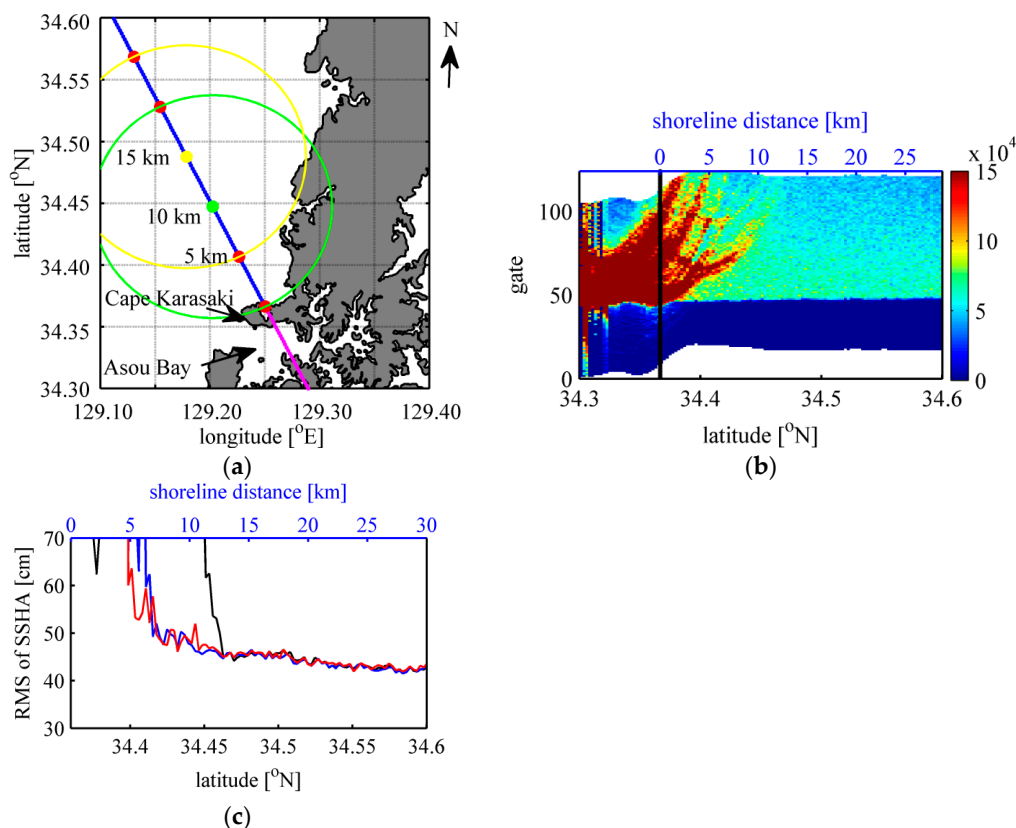 34.60
34.55
34.50
34.45
34.40
34.35
34.30
latitude [°N]
N
15 km
10 km
5 km
Cape Karasaki
Asou Bay
129.10 129.20 129.30 129.40
longitude [°E]
(a)
shoreline distance [km]
0 5 10 15 20 25
x 10⁴
15
10
5
0
100
50
0
gate
34.3 34.4 34.5 34.6
latitude [°N]
(b)
shoreline distance [km]
0 5 10 15 20 25 30
70
60
50
40
30
RMS of SSHA [cm]
34.4 34.45 34.5 34.55 34.6
latitude [°N]
(c)